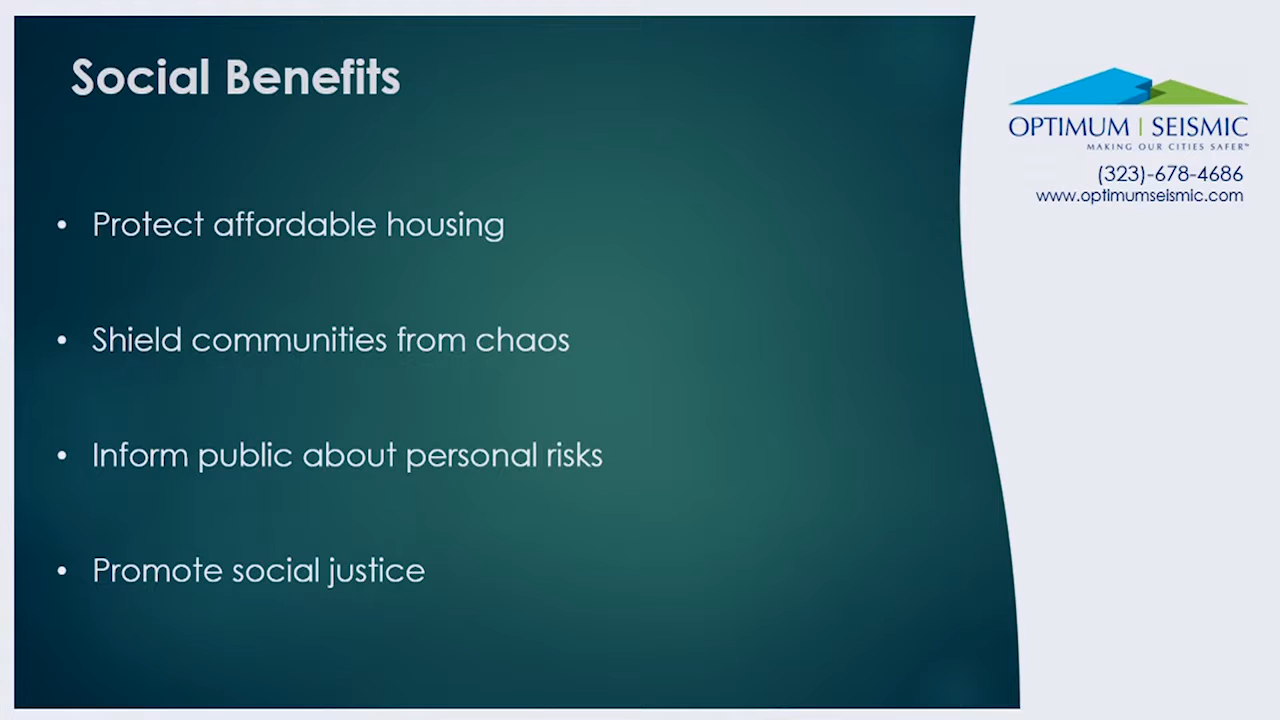 Social Benefits
• Protect affordable housing
• Shield communities from chaos
• Inform public about personal risks
• Promote social justice
OPTIMUM | SEISMIC
MAKING OUR CITIES SAFER™
(323)-678-4686
www.optimumseismic.com